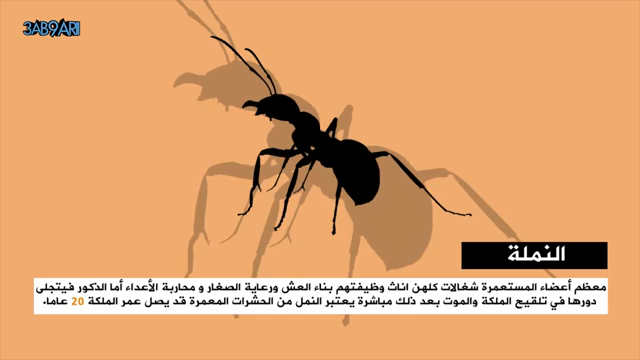 3AB9ARI
النملة
معظم أعضاء المستعمرة شغالات كلهن اناث وظيفتهم بناء العش ورعاية الصغار و محاربة الأعداء أما الذكور فيتجلى
دورها في تلقيح الملكة والموت بعد ذلك مباشرة يعتبر النمل من الحشرات المعمرة قد يصل عمر الملكة 20 عاما.